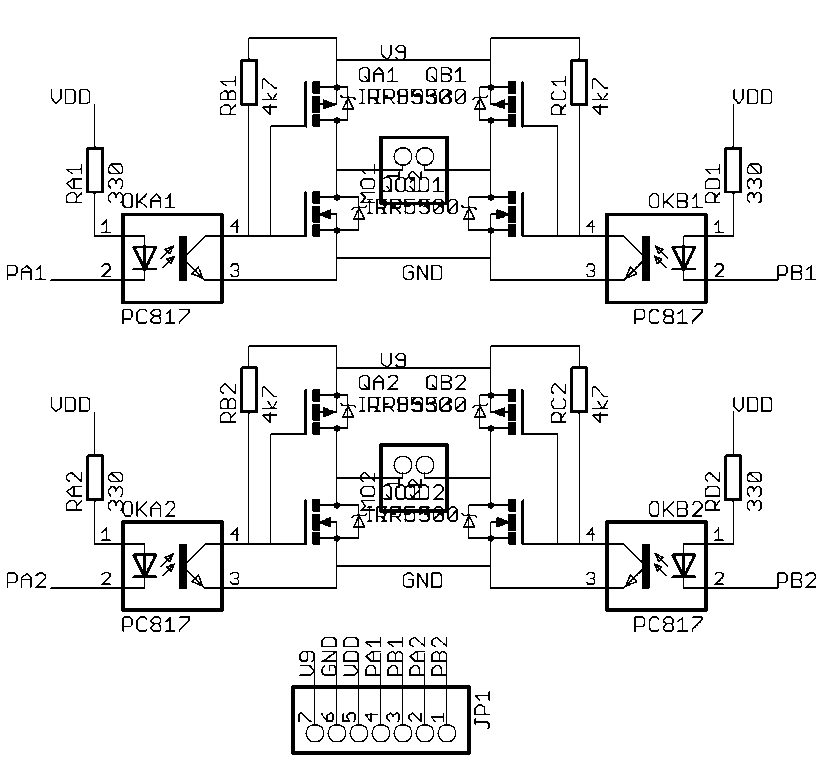 V9
QA1 QB1
RB1
4k7
RC1
4k7
VDD
VDD
RA1
330
MO1
RD1
330
OKA1
OKB1
1
4
4
1
2
3
3
2
PA1
GND
PB1
PC817
PC817
V9
QA2 QB2
RB2
4k7
RC2
4k7
VDD
VDD
RA2
330
MO2
RD2
330
OKA2
OKB2
1
4
4
1
2
3
3
2
PA2
GND
PB2
PC817
PC817
V9
GND
VDD
PA1
PB1
PA2
PB2
JP1
7
6
5
4
3
2
1